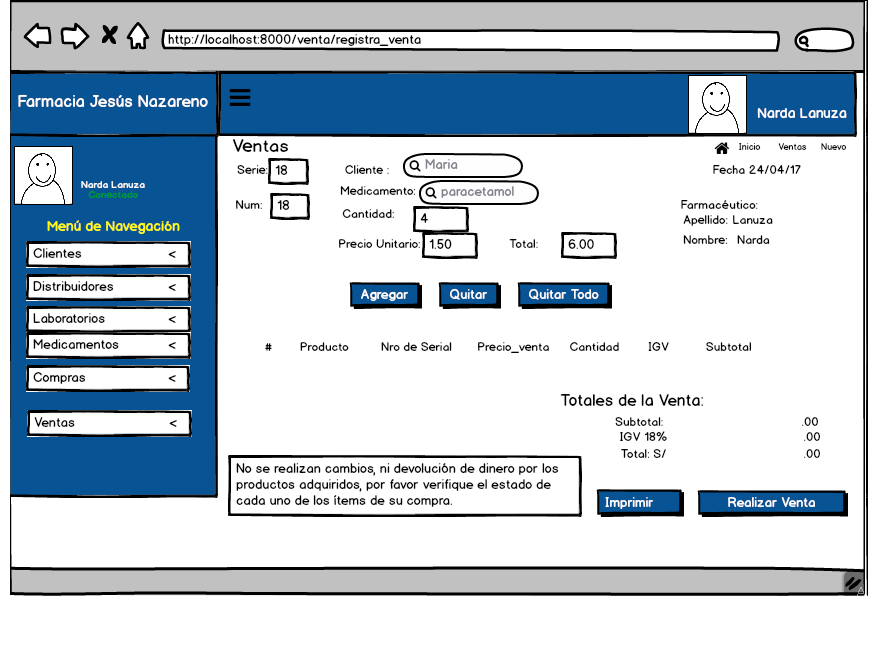 http://localhost:8000/venta/registra_venta
Farmacia Jesús Nazareno
Narda Lanuza
Narda Lanuza
Conectado
Menú de Navegación
Clientes <
Distribuidores <
Laboratorios <
Medicamentos <
Compras <
Ventas <
Ventas
Inicio Ventas Nuevo
Serie: 18
Cliente : Maria
Fecha 24/04/17
Medicamento: paracetamol
Num: 18
Cantidad: 4
Farmacéutico:
Apellido: Lanuza
Precio Unitario: 1.50 Total: 6.00
Nombre: Narda
Agregar Quitar Quitar Todo
# Producto Nro de Serial Precio_venta Cantidad IGV Subtotal
Totales de la Venta:
Subtotal: .00
IGV 18% .00
Total: S/ .00
No se realizan cambios, ni devolución de dinero por los
productos adquiridos, por favor verifique el estado de
cada uno de los ítems de su compra.
Imprimir Realizar Venta